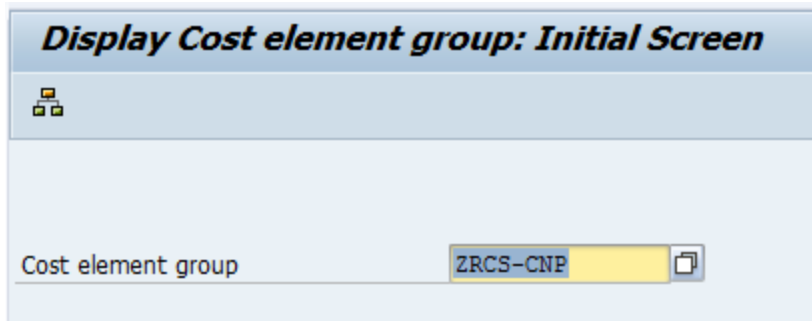 Display Cost element group: Initial Screen
Cost element group ZRCS-CNP